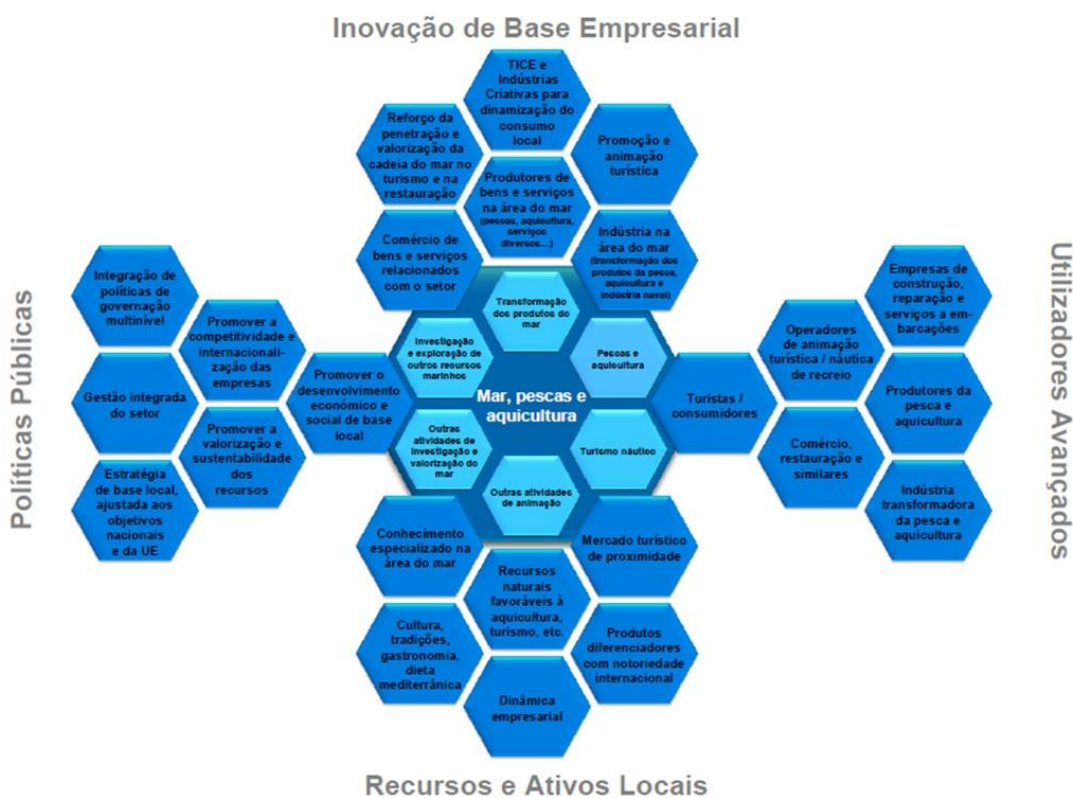 Inovação de Base Empresarial
TICE e
Indústrias
Criativas para
dinamização do
consumo
local
Reforço da
penetração e
valorização da
cadeia do mar no
turismo e na
restauração
Promoção e
animação
turística
Produtores de
bens e serviços
na área do mar
(pescas, aquicultura,
serviços
diversos...)
Comércio de
bens e serviços
relacionados
com o setor
Indústria na
área do mar
(transformação dos
produtos da pesca,
aquicultura e
indústria naval)
Políticas Públicas
Integração de
políticas de
governação
multinível
Promover a
competitividade e
internacionali-
zação das
empresas
Gestão integrada
do setor
Promover o
desenvolvimento
económico e
social de base
local
Promover a
valorização e
sustentabilidade
dos
recursos
Estratégia
de base local,
ajustada aos
objetivos
nacionais
e da UE
Transformação
dos produtos do
mar
Investigação
e exploração de
outros recursos
marinhos
Pescas e
aquicultura
Mar, pescas e
aquicultura
Outras
atividades de
investigação e
valorização do
mar
Turismo náutico
Outras atividades
de animação
Turistas /
consumidores
Operadores
de animação
turística / náutica
de recreio
Empresas de
construção,
reparação e
serviços a em-
barcações
Produtores da
pesca e
aquicultura
Comércio,
restauração e
similares
Indústria
transformadora
da pesca e
aquicultura
Utilizadores Avançados
Conhecimento
especializado na
área do mar
Mercado turístico
de proximidade
Recursos
naturais
favoráveis à
aquicultura,
turismo, etc.
Cultura,
tradições,
gastronomia,
dieta
mediterrânica
Produtos
diferenciadores
com notoriedade
internacional
Dinâmica
empresarial
Recursos e Ativos Locais